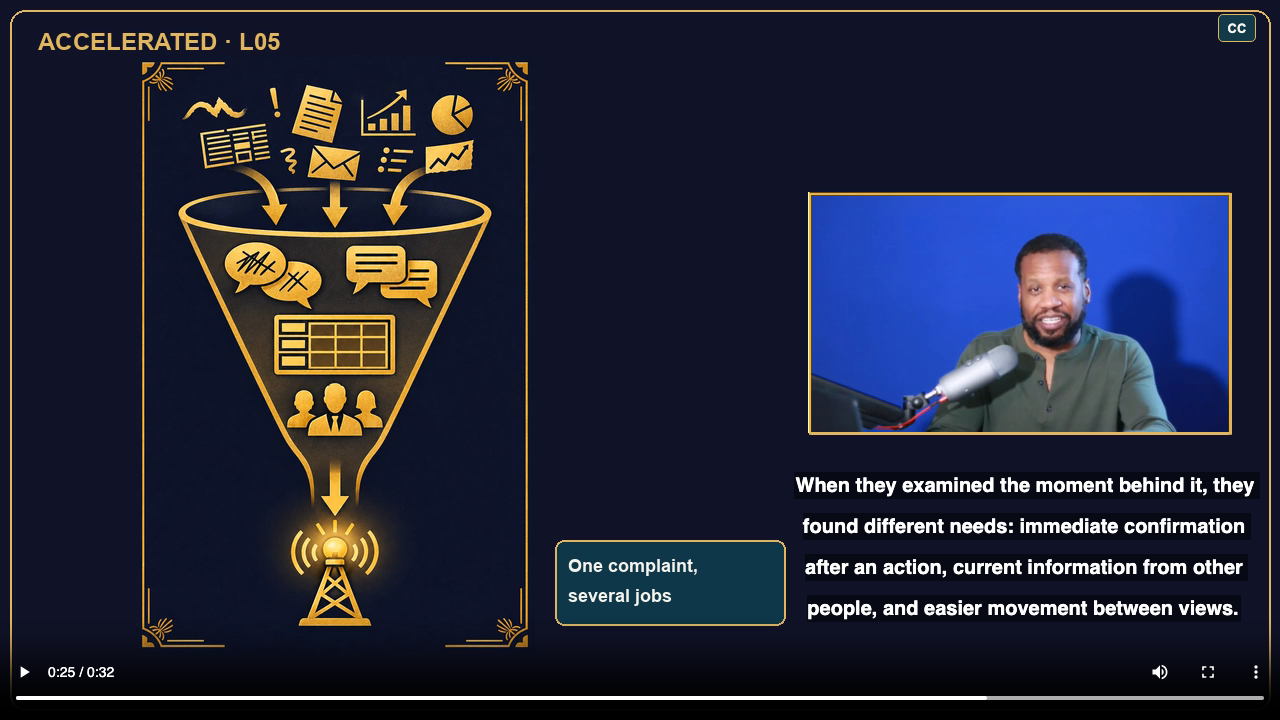 ACCELERATED · L05
CC
When they examined the moment behind it, they
found different needs: immediate confirmation
after an action, current information from other
people, and easier movement between views.
One complaint,
several jobs
0:25 / 0:32